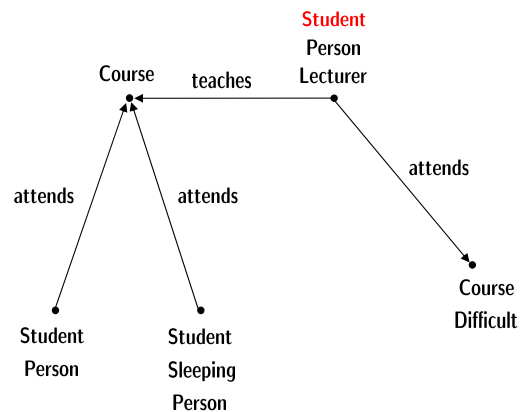 Student
Person
Lecturer
Course
teaches
attends
attends
attends
Course
Difficult
Student
Person
Student
Sleeping
Person